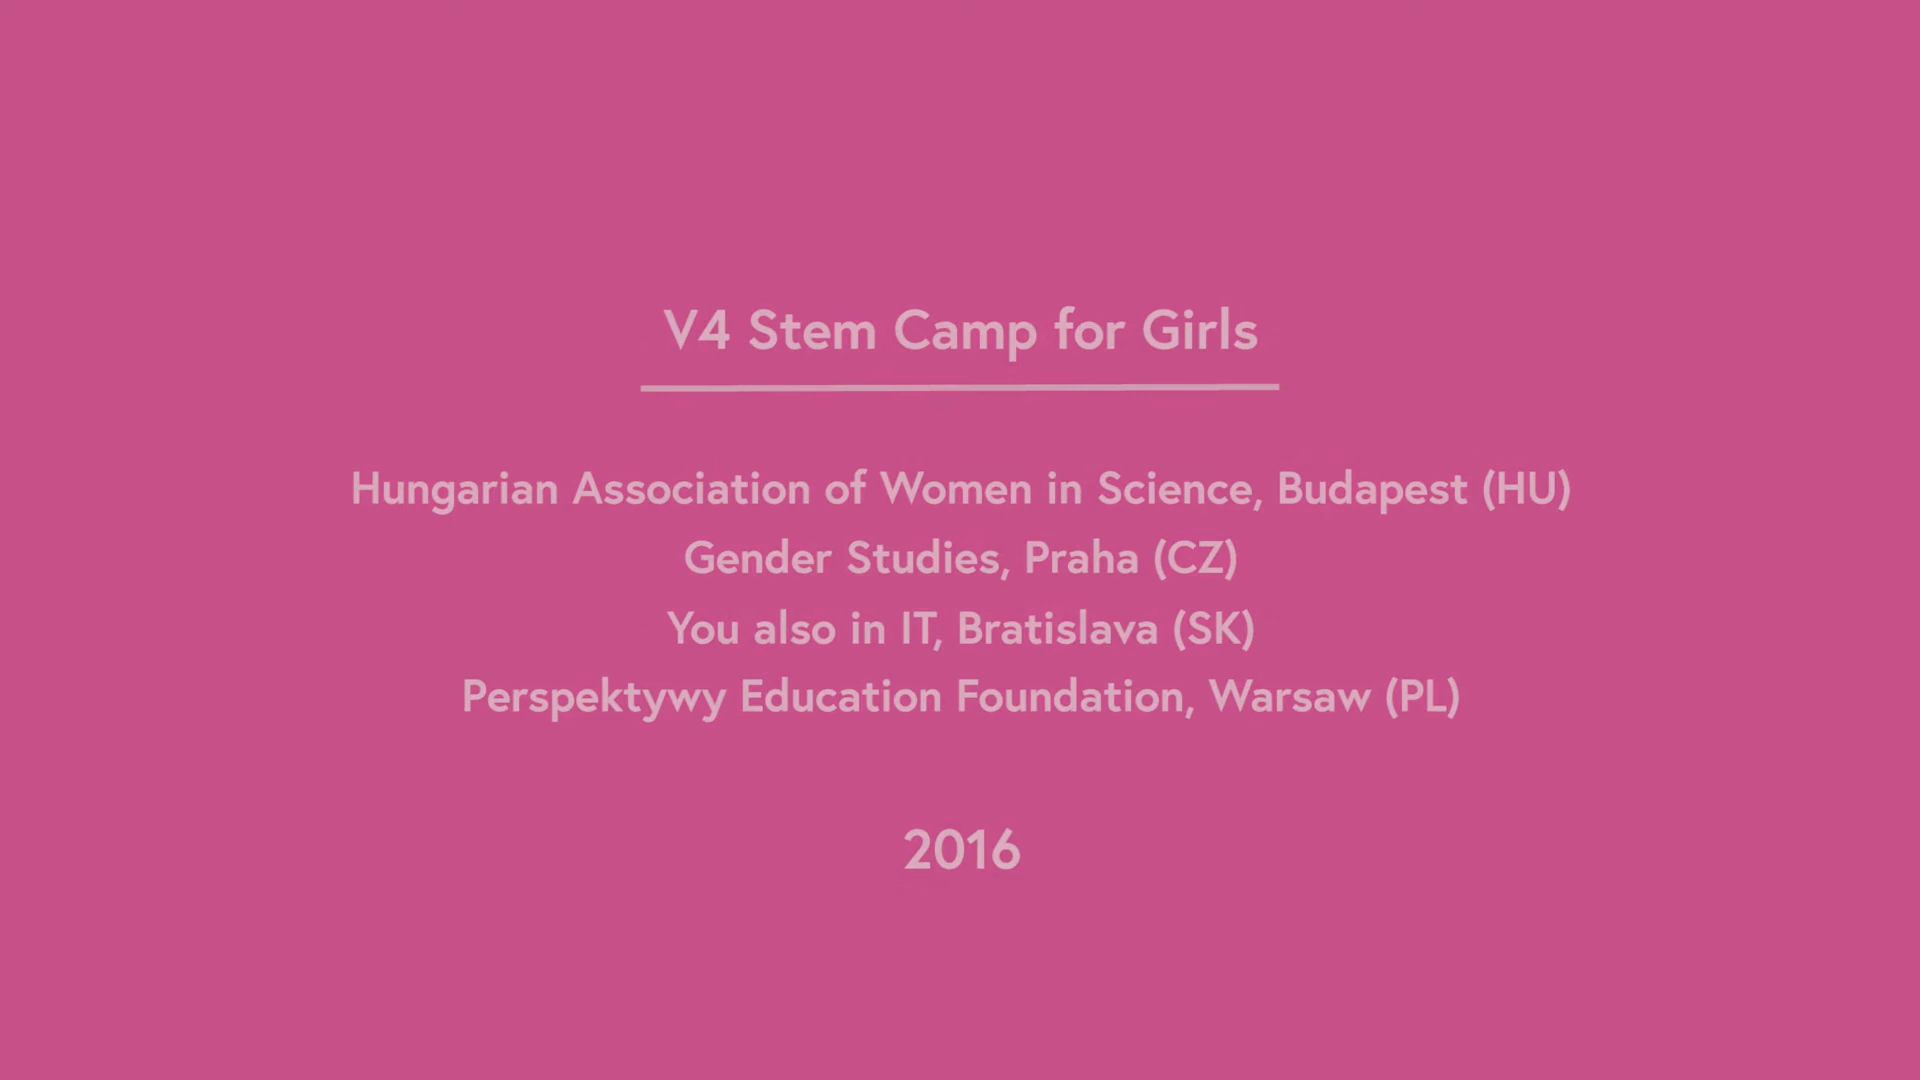 V4 Stem Camp for Girls
Hungarian Association of Women in Science, Budapest (HU)
Gender Studies, Praha (CZ)
You also in IT, Bratislava (SK)
Perspektywy Education Foundation, Warsaw (PL)
2016